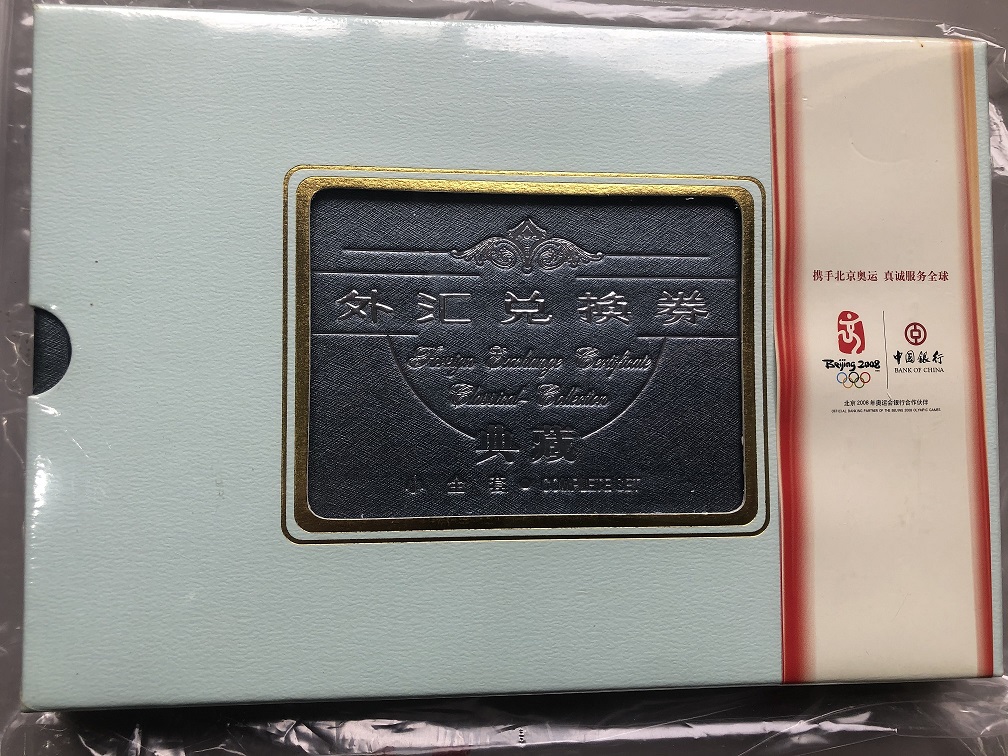 外汇兑换券
Foreign Exchange Certificate
Classical Collection
典藏
小全套 · COMPLETE SET
携手北京奥运 真诚服务全球
Beijing 2008
中国银行
BANK OF CHINA
北京2008年奥运会银行合作伙伴
OFFICIAL BANKING PARTNER OF THE BEIJING 2008 OLYMPIC GAMES